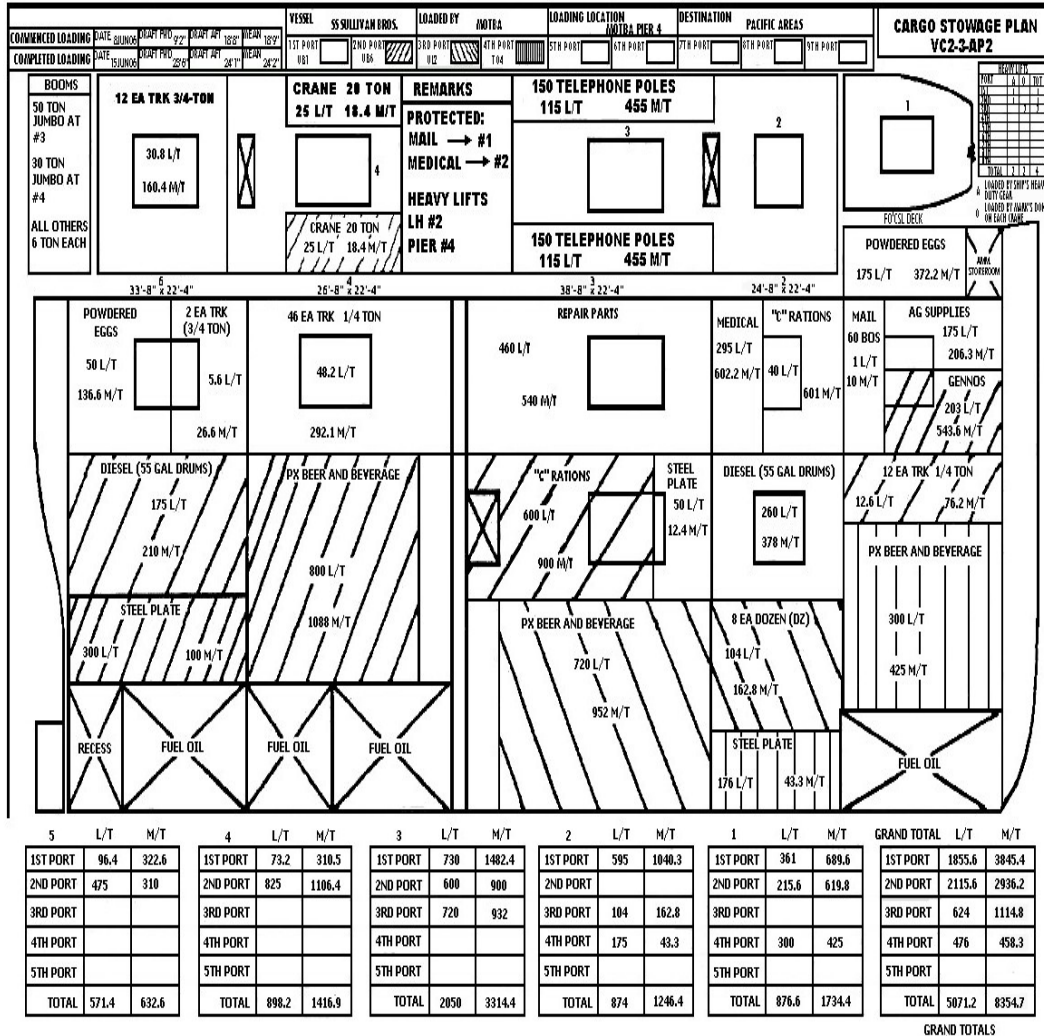 VESSEL SS SULLIVAN BROS. LOADED BY MOTBA LOADING LOCATION MOTBA PIER 4 DESTINATION PACIFIC AREAS
CARGO STOWAGE PLAN
VC2-3-AP2
COMMENCED LOADING DATE 8JUN06 DRAFT FWD 9'2" DRAFT AFT 18'8" MEAN 18'9"
COMPLETED LOADING DATE 15JUN06 DRAFT FWD DRAFT AFT 24'1" MEAN 24'2"
1ST PORT UB1 2ND PORT UB6 3RD PORT UI2 4TH PORT TO4 5TH PORT 6TH PORT 7TH PORT 8TH PORT 9TH PORT
BOOMS
50 TON
JUMBO AT
#3
30 TON
JUMBO AT
#4
ALL OTHERS
6 TON EACH
12 EA TRK 3/4-TON
30.8 L/T
160.4 M/T
CRANE 20 TON
25 L/T 18.4 M/T
4
CRANE 20 TON
25 L/T 18.4 M/T
REMARKS
PROTECTED:
MAIL → #1
MEDICAL → #2
HEAVY LIFTS
LH #2
PIER #4
150 TELEPHONE POLES
115 L/T 455 M/T
3
150 TELEPHONE POLES
115 L/T 455 M/T
2
1
HEAVY LIFTS
PORT
TOTAL 2 2 4
A LOADED BY SHIP'S HEAVY
DUTY GEAR
FO'CSL DECK
POWDERED EGGS
175 L/T 372.2 M/T
STOREROOM
33'-8" x 22'-4"
4
26'-8" x 22'-4"
3
38'-8" x 22'-4"
2
24'-8" x 22'-4"
POWDERED
EGGS
50 L/T
136.6 M/T
2 EA TRK
(3/4 TON)
5.6 L/T
26.6 M/T
46 EA TRK 1/4 TON
48.2 L/T
292.1 M/T
REPAIR PARTS
460 L/T
540 M/T
MEDICAL
295 L/T
602.2 M/T
"C" RATIONS
40 L/T
601 M/T
MAIL
60 BOS
1 L/T
10 M/T
AG SUPPLIES
175 L/T
206.3 M/T
GENNOS
203 L/T
543.6 M/T
DIESEL (55 GAL DRUMS)
175 L/T
210 M/T
STEEL PLATE
300 L/T 100 M/T
PX BEER AND BEVERAGE
800 L/T
1088 M/T
"C" RATIONS
600 L/T
900 M/T
STEEL
PLATE
50 L/T
12.4 M/T
DIESEL (55 GAL DRUMS)
260 L/T
378 M/T
12 EA TRK 1/4 TON
12.6 L/T 76.2 M/T
PX BEER AND BEVERAGE
300 L/T
425 M/T
PX BEER AND BEVERAGE
720 L/T
952 M/T
8 EA DOZEN (DZ)
104 L/T
162.8 M/T
STEEL PLATE
176 L/T 43.3 M/T
RECESS
FUEL OIL
FUEL OIL
FUEL OIL
FUEL OIL
5 L/T M/T
1ST PORT 96.4 322.6
2ND PORT 475 310
3RD PORT
4TH PORT
5TH PORT
TOTAL 571.4 632.6
4 L/T M/T
1ST PORT 73.2 310.5
2ND PORT 825 1106.4
3RD PORT
4TH PORT
5TH PORT
TOTAL 898.2 1416.9
3 L/T M/T
1ST PORT 730 1482.4
2ND PORT 600 900
3RD PORT 720 932
4TH PORT
5TH PORT
TOTAL 2050 3314.4
2 L/T M/T
1ST PORT 595 1040.3
2ND PORT
3RD PORT 104 162.8
4TH PORT 175 43.3
5TH PORT
TOTAL 874 1246.4
1 L/T M/T
1ST PORT 361 689.6
2ND PORT 215.6 619.8
3RD PORT
4TH PORT 300 425
5TH PORT
TOTAL 876.6 1734.4
GRAND TOTAL L/T M/T
1ST PORT 1855.6 3845.4
2ND PORT 2115.6 2936.2
3RD PORT 624 1114.8
4TH PORT 476 458.3
5TH PORT
TOTAL 5071.2 8354.7
GRAND TOTALS